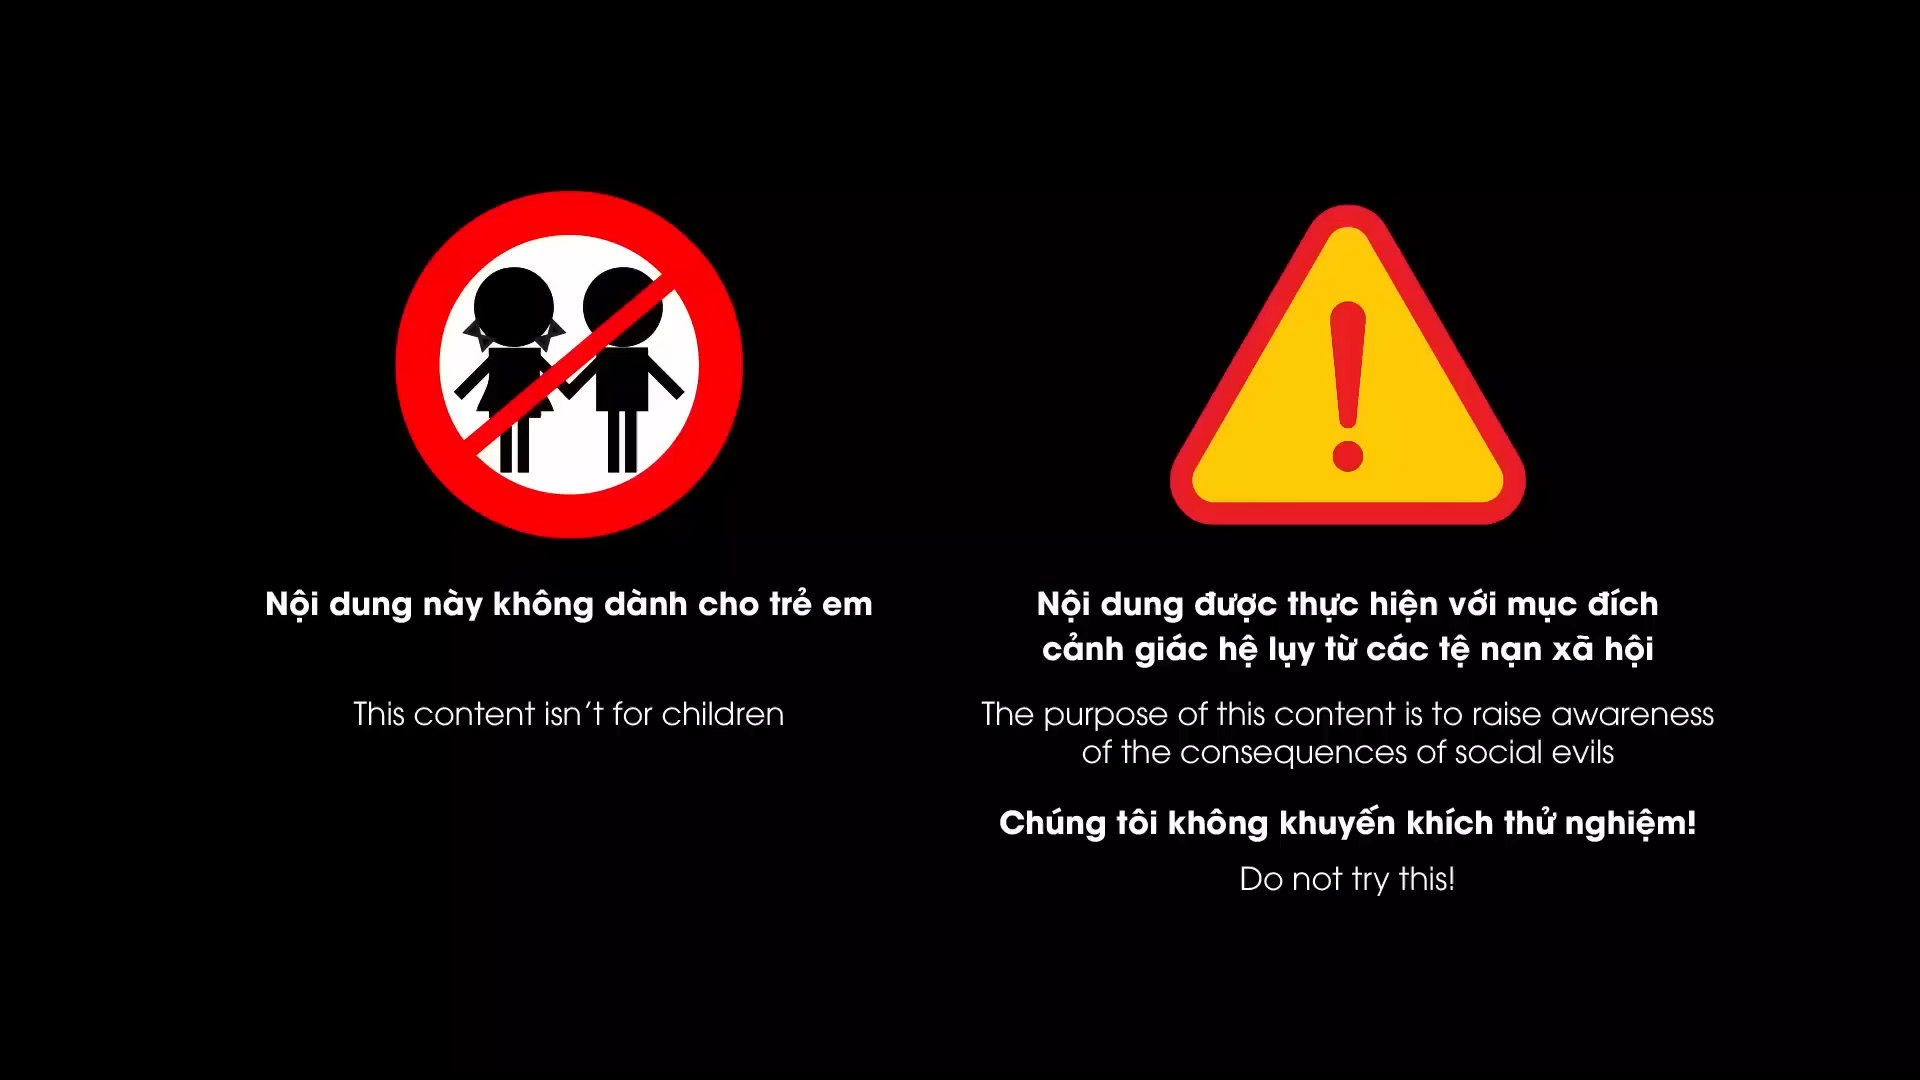 Nội dung này không dành cho trẻ em
This content isn't for children
Nội dung được thực hiện với mục đích
cảnh giác hệ lụy từ các tệ nạn xã hội
The purpose of this content is to raise awareness
of the consequences of social evils
Chúng tôi không khuyến khích thử nghiệm!
Do not try this!